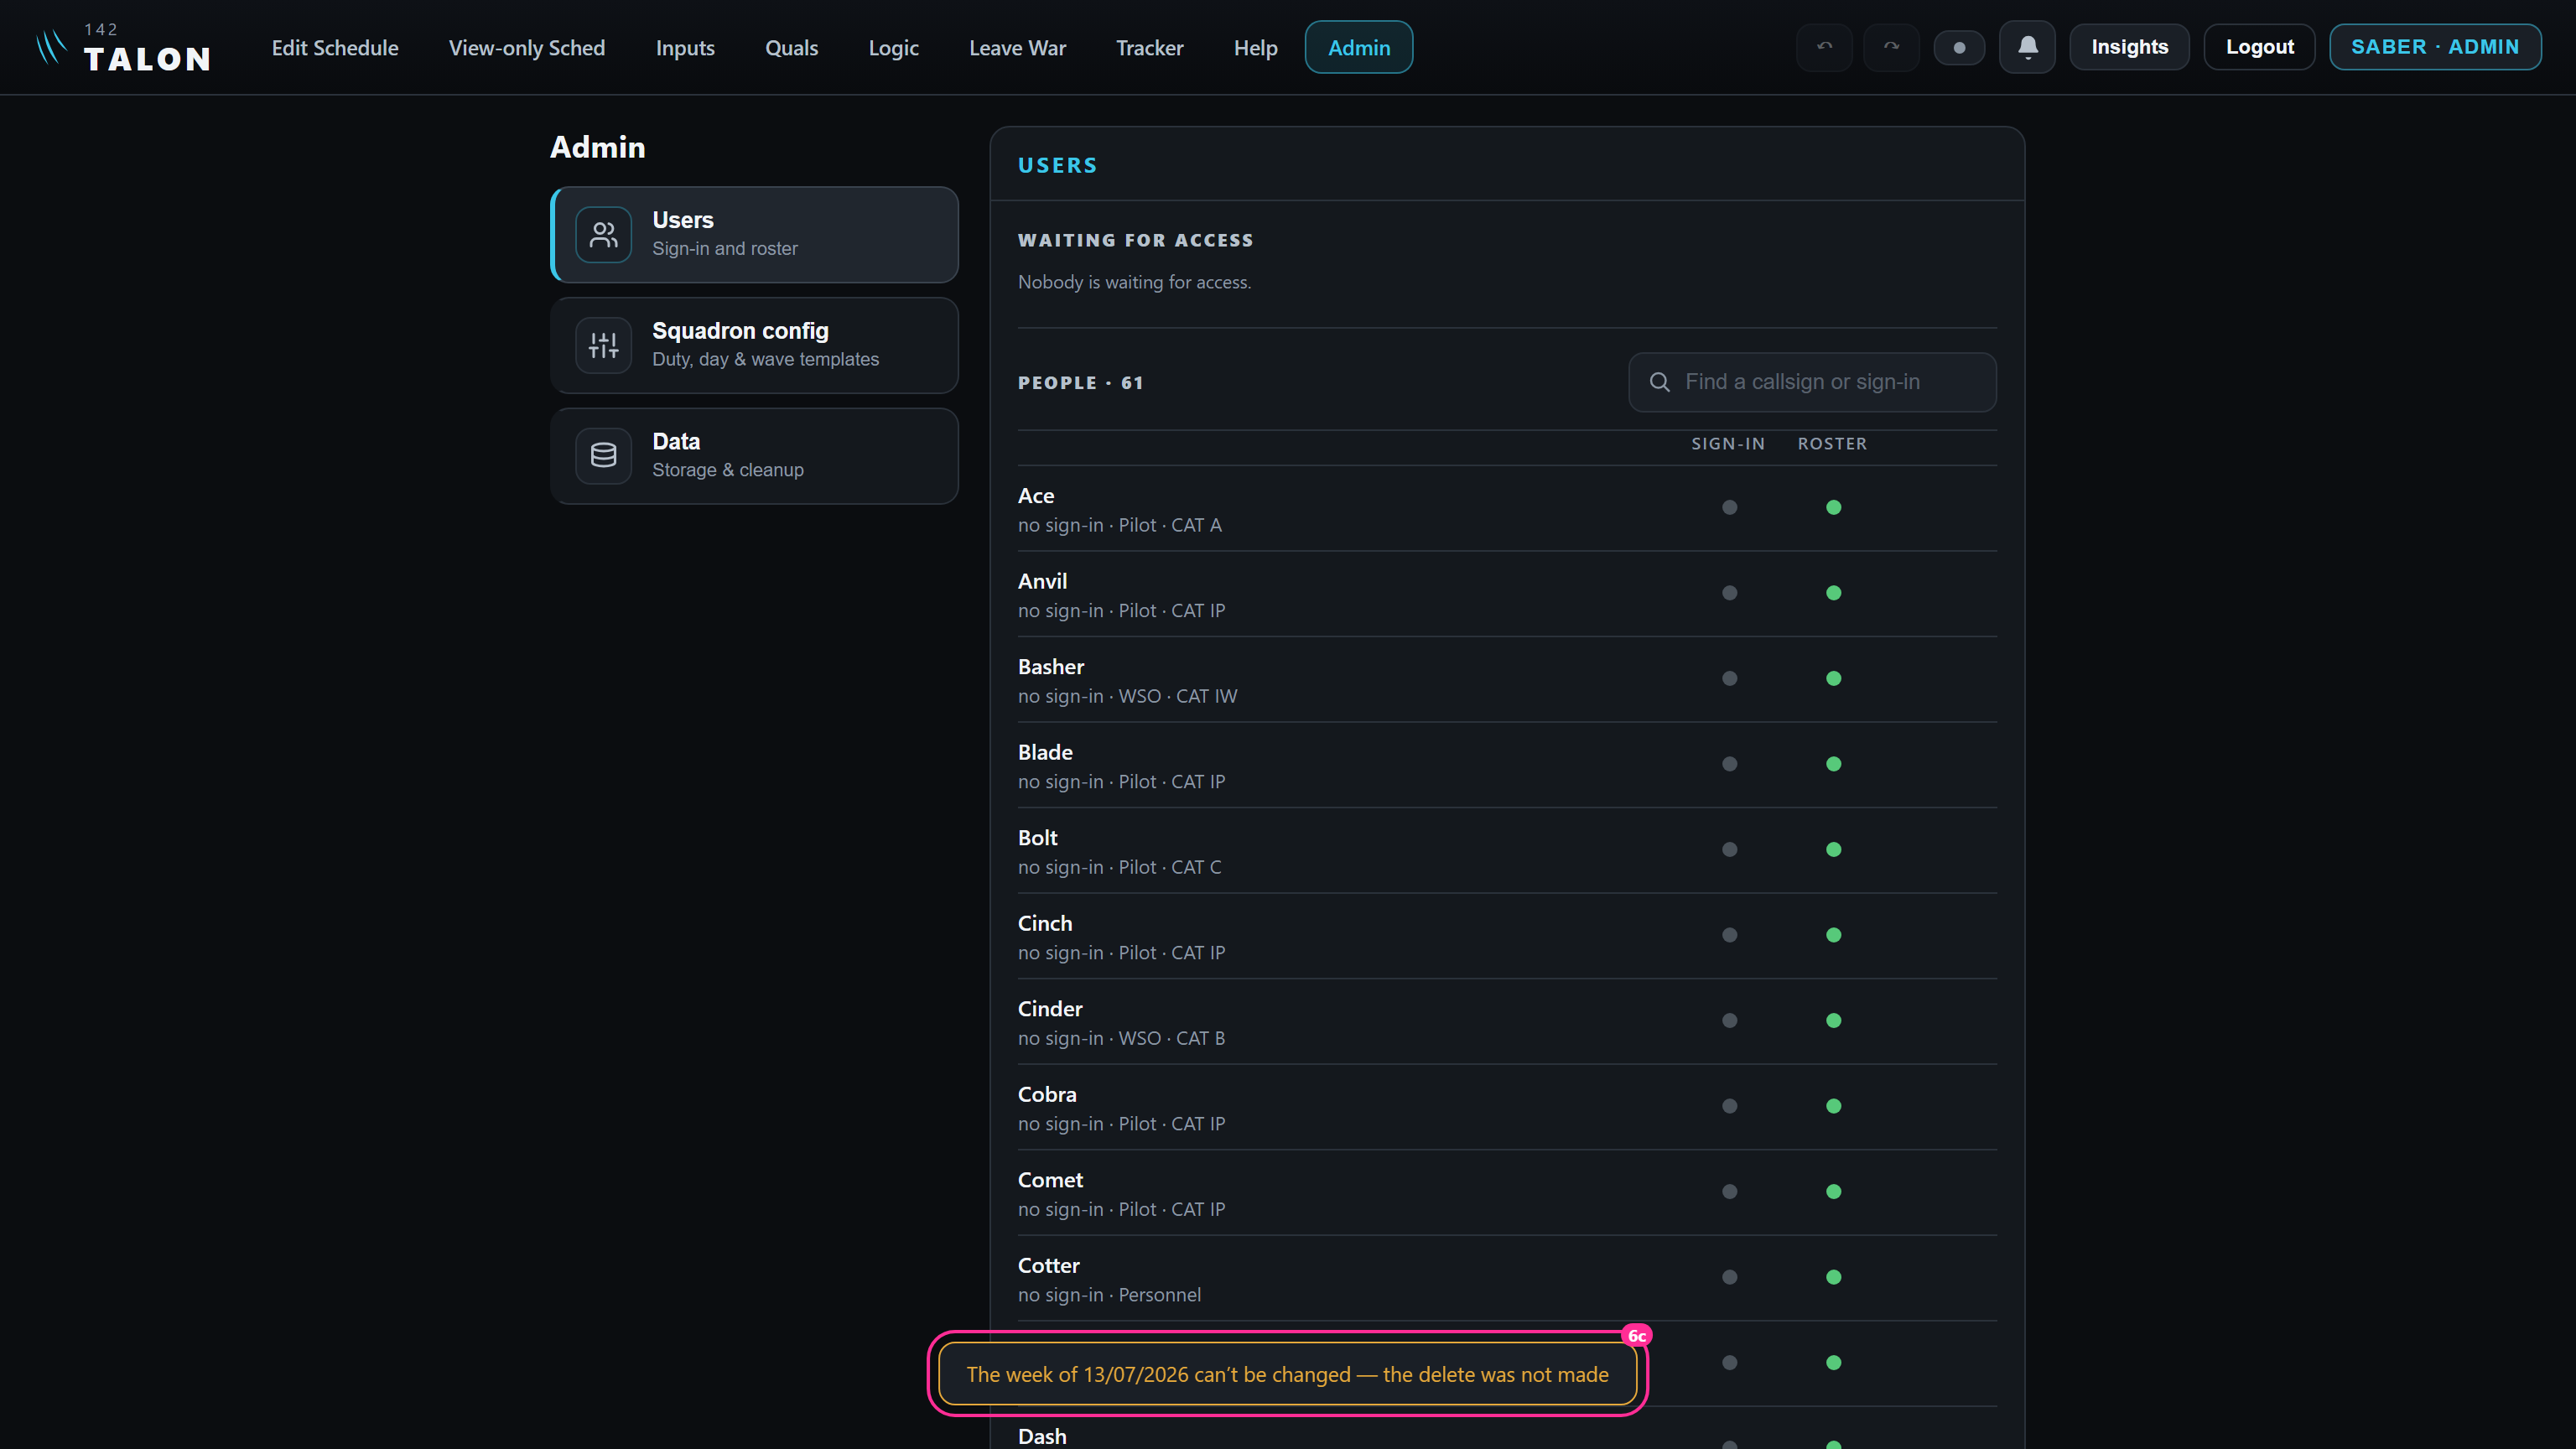 142
TALON
Edit Schedule
View-only Sched
Inputs
Quals
Logic
Leave War
Tracker
Help
Admin
Insights
Logout
SABER · ADMIN
Admin
Users
Sign-in and roster
Squadron config
Duty, day & wave templates
Data
Storage & cleanup
USERS
WAITING FOR ACCESS
Nobody is waiting for access.
PEOPLE · 61
Find a callsign or sign-in
SIGN-IN
ROSTER
Ace
no sign-in · Pilot · CAT A
Anvil
no sign-in · Pilot · CAT IP
Basher
no sign-in · WSO · CAT IW
Blade
no sign-in · Pilot · CAT IP
Bolt
no sign-in · Pilot · CAT C
Cinch
no sign-in · Pilot · CAT IP
Cinder
no sign-in · WSO · CAT B
Cobra
no sign-in · Pilot · CAT IP
Comet
no sign-in · Pilot · CAT IP
Cotter
no sign-in · Personnel
6c
The week of 13/07/2026 can’t be changed — the delete was not made
Dash